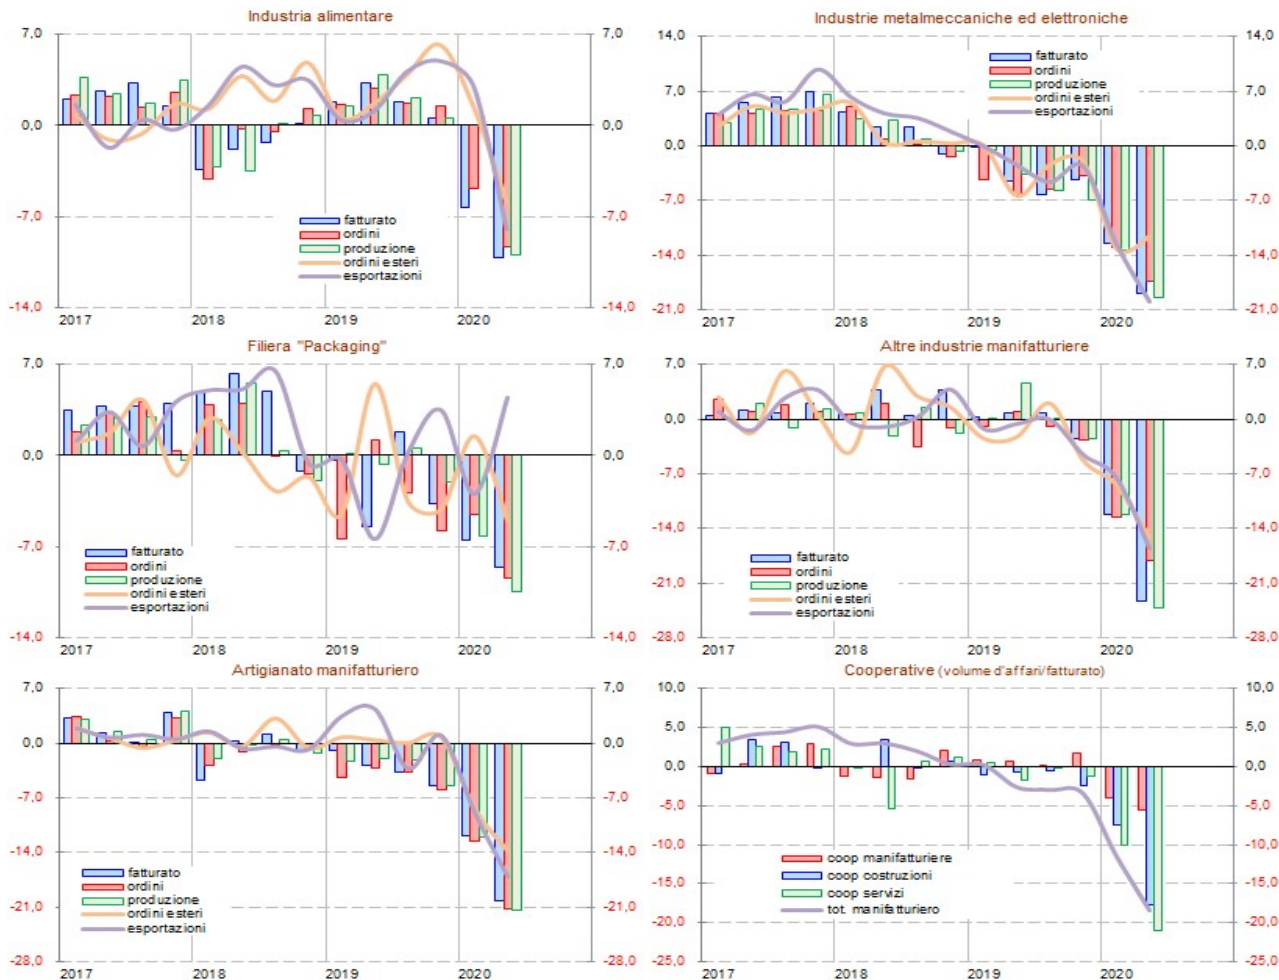 Industria alimentare
7,0
0,0
-7,0
-14,0
7,0
0,0
-7,0
-14,0
fatturato
ordini
produzione
ordini esteri
esportazioni
2017 2018 2019 2020
Industrie metalmeccaniche ed elettroniche
14,0
7,0
0,0
-7,0
-14,0
-21,0
14,0
7,0
0,0
-7,0
-14,0
-21,0
fatturato
ordini
produzione
ordini esteri
esportazioni
2017 2018 2019 2020
Filiera "Packaging"
7,0
0,0
-7,0
-14,0
7,0
0,0
-7,0
-14,0
fatturato
ordini
produzione
ordini esteri
esportazioni
2017 2018 2019 2020
Altre industrie manifatturiere
7,0
0,0
-7,0
-14,0
-21,0
-28,0
7,0
0,0
-7,0
-14,0
-21,0
-28,0
fatturato
ordini
produzione
ordini esteri
esportazioni
2017 2018 2019 2020
Artigianato manifatturiero
7,0
0,0
-7,0
-14,0
-21,0
-28,0
7,0
0,0
-7,0
-14,0
-21,0
-28,0
fatturato
ordini
produzione
ordini esteri
esportazioni
2017 2018 2019 2020
Cooperative (volume d'affari/fatturato)
10,0
5,0
0,0
-5,0
-10,0
-15,0
-20,0
-25,0
10,0
5,0
0,0
-5,0
-10,0
-15,0
-20,0
-25,0
coop manifatturiere
coop costruzioni
coop servizi
tot. manifatturiero
2017 2018 2019 2020